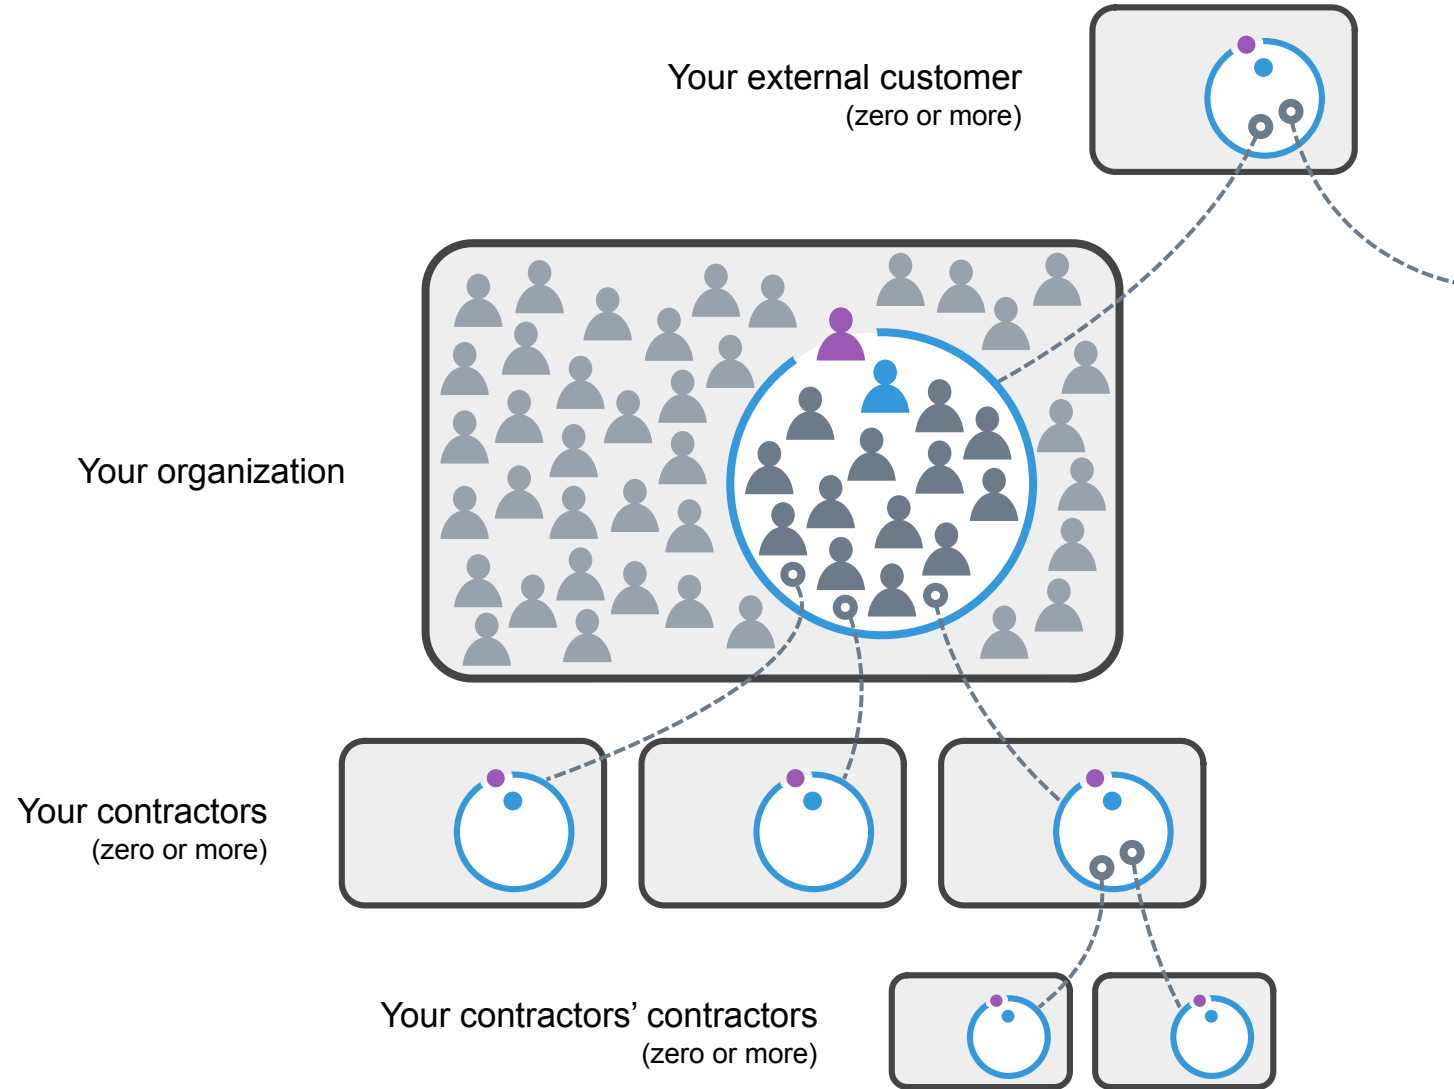 Your external customer
(zero or more)
Your organization
Your contractors
(zero or more)
Your contractors’ contractors
(zero or more)